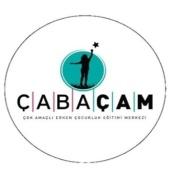 ÇABAÇAM
ÇOK AMAÇLI ERKEN ÇOCUKLUK EĞİTİMİ MERKEZİ